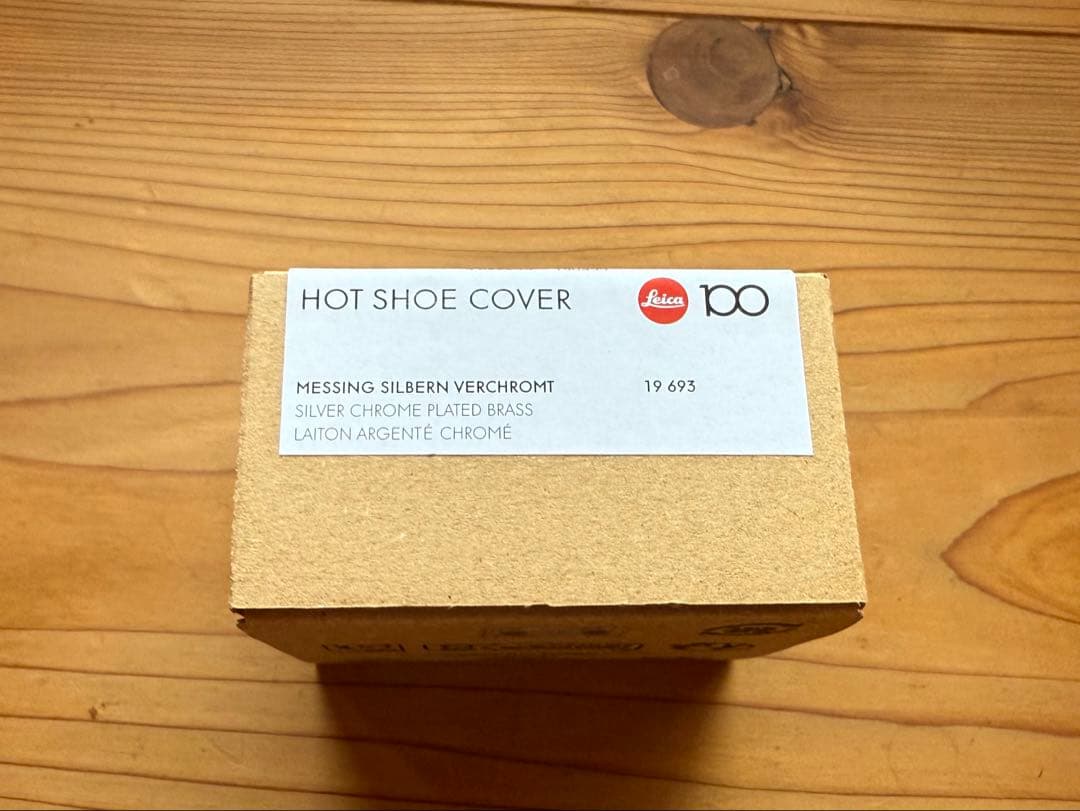 HOT SHOE COVER
Leica 100
MESSING SILBERN VERCHROMT 19 693
SILVER CHROME PLATED BRASS
LAITON ARGENTÉ CHROMÉ